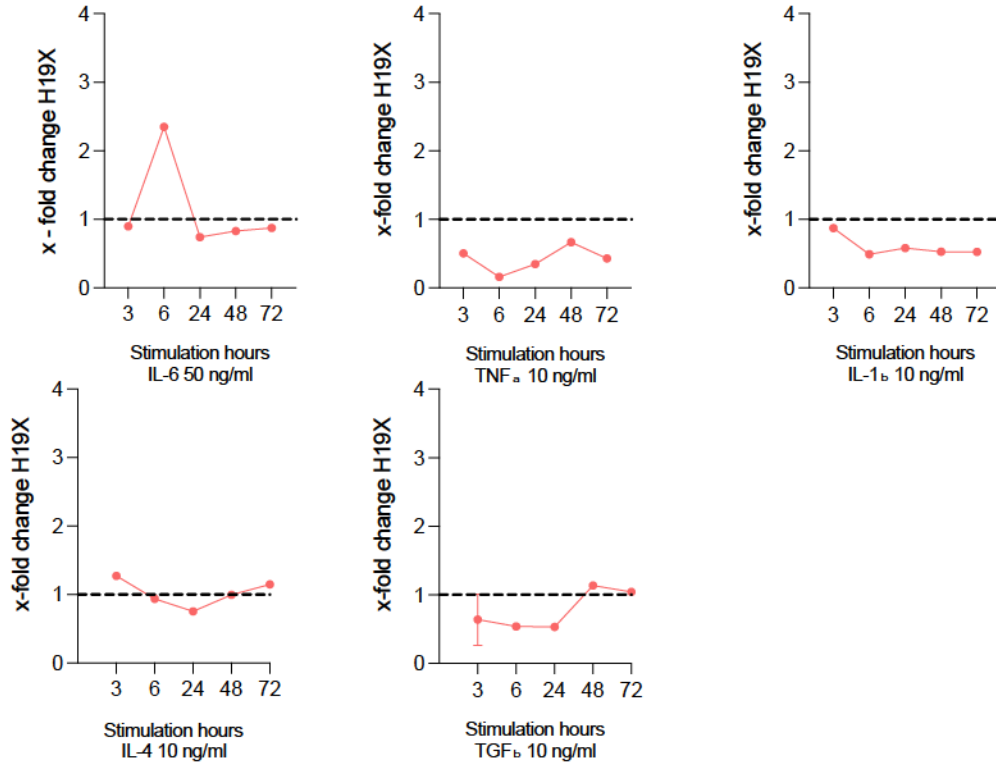 x - fold change H19X
4
3
2
1
0
3 6 24 48 72
Stimulation hours
IL-6 50 ng/ml
x-fold change H19X
4
3
2
1
0
3 6 24 48 72
Stimulation hours
TNFa 10 ng/ml
x-fold change H19X
4
3
2
1
0
3 6 24 48 72
Stimulation hours
IL-1b 10 ng/ml
x-fold change H19X
4
3
2
1
0
3 6 24 48 72
Stimulation hours
IL-4 10 ng/ml
x-fold change H19X
4
3
2
1
0
3 6 24 48 72
Stimulation hours
TGFb 10 ng/ml